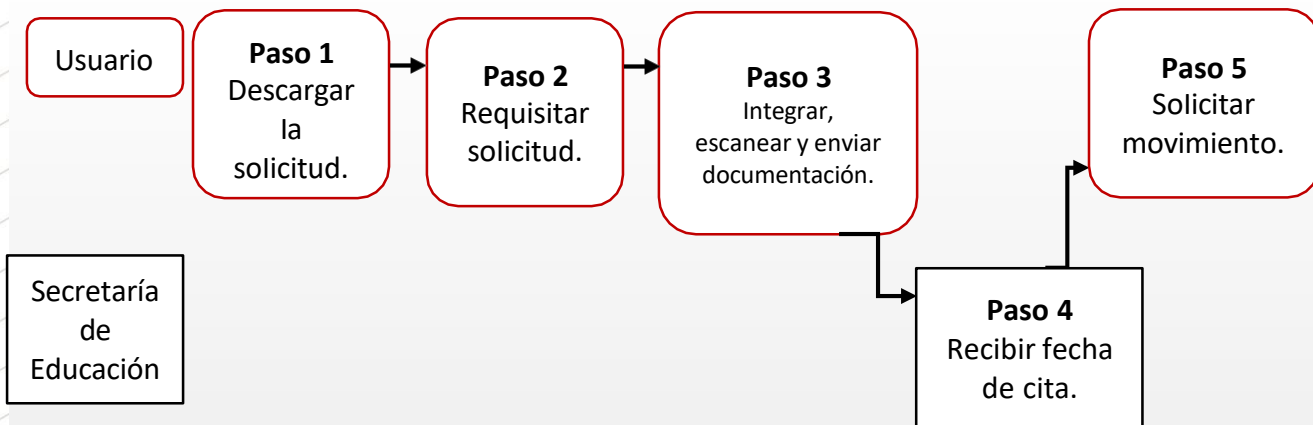 Usuario
Paso 1
Descargar
la
solicitud.
Paso 2
Requisitar
solicitud.
Paso 3
Integrar,
escanear y enviar
documentación.
Paso 5
Solicitar
movimiento.
Secretaría
de
Educación
Paso 4
Recibir fecha
de cita.